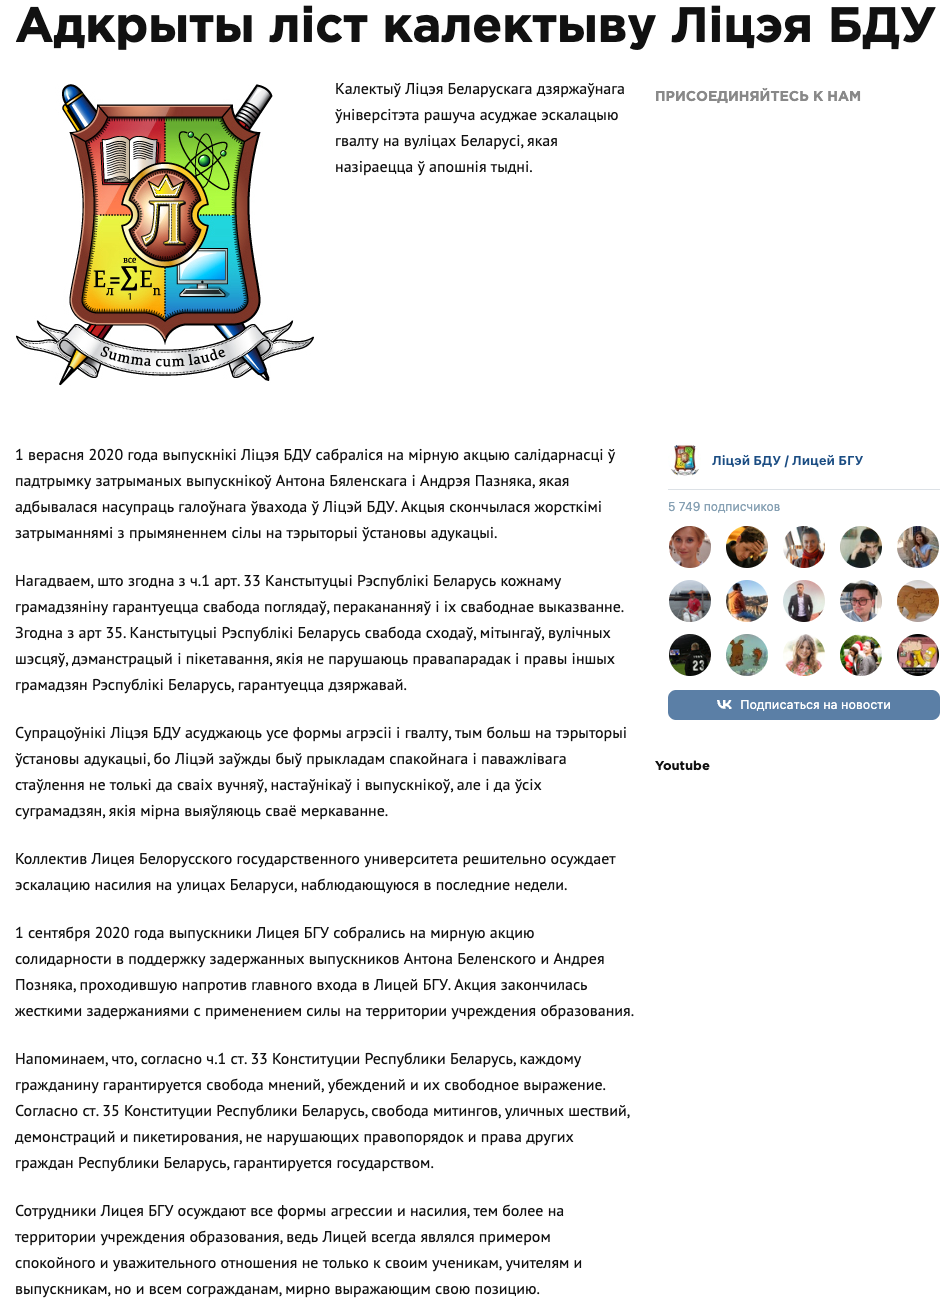 Адкрыты ліст калектыву Ліцэя БДУ
Л
все
Eл=ΣEn
1
Summa cum laude
Калектыў Ліцэя Беларускага дзяржаўнага
ўніверсітэта рашуча асуджае эскалацыю
гвалту на вуліцах Беларусі, якая
назіраецца ў апошнія тыдні.
ПРИСОЕДИНЯЙТЕСЬ К НАМ
1 верасня 2020 года выпускнікі Ліцэя БДУ сабраліся на мірную акцыю салідарнасці ў
падтрымку затрыманых выпускнікоў Антона Бяленскага і Андрэя Пазняка, якая
адбывалася насупраць галоўнага ўвахода ў Ліцэй БДУ. Акцыя скончылася жорсткімі
затрыманнямі з прымяненнем сілы на тэрыторыі ўстановы адукацыі.
Нагадваем, што згодна з ч.1 арт. 33 Канстытуцыі Рэспублікі Беларусь кожнаму
грамадзяніну гарантуецца свабода поглядаў, перакананняў і іх свабоднае выказванне.
Згодна з арт 35. Канстытуцыі Рэспублікі Беларусь свабода сходаў, мітынгаў, вулічных
шэсцяў, дэманстрацый і пікетавання, якія не парушаюць правапарадак і правы іншых
грамадзян Рэспублікі Беларусь, гарантуецца дзяржавай.
Супрацоўнікі Ліцэя БДУ асуджаюць усе формы агрэсіі і гвалту, тым больш на тэрыторыі
ўстановы адукацыі, бо Ліцэй заўжды быў прыкладам спакойнага і паважлівага
стаўлення не толькі да сваіх вучняў, настаўнікаў і выпускнікоў, але і да ўсіх
суграмадзян, якія мірна выяўляюць сваё меркаванне.
Коллектив Лицея Белорусского государственного университета решительно осуждает
эскалацию насилия на улицах Беларуси, наблюдающуюся в последние недели.
1 сентября 2020 года выпускники Лицея БГУ собрались на мирную акцию
солидарности в поддержку задержанных выпускников Антона Беленского и Андрея
Позняка, проходившую напротив главного входа в Лицей БГУ. Акция закончилась
жесткими задержаниями с применением силы на территории учреждения образования.
Напоминаем, что, согласно ч.1 ст. 33 Конституции Республики Беларусь, каждому
гражданину гарантируется свобода мнений, убеждений и их свободное выражение.
Согласно ст. 35 Конституции Республики Беларусь, свобода митингов, уличных шествий,
демонстраций и пикетирования, не нарушающих правопорядок и права других
граждан Республики Беларусь, гарантируется государством.
Сотрудники Лицея БГУ осуждают все формы агрессии и насилия, тем более на
территории учреждения образования, ведь Лицей всегда являлся примером
спокойного и уважительного отношения не только к своим ученикам, учителям и
выпускникам, но и всем согражданам, мирно выражающим свою позицию.
Ліцэй БДУ / Лицей БГУ
5 749 подписчиков
23
Подписаться на новости
Youtube